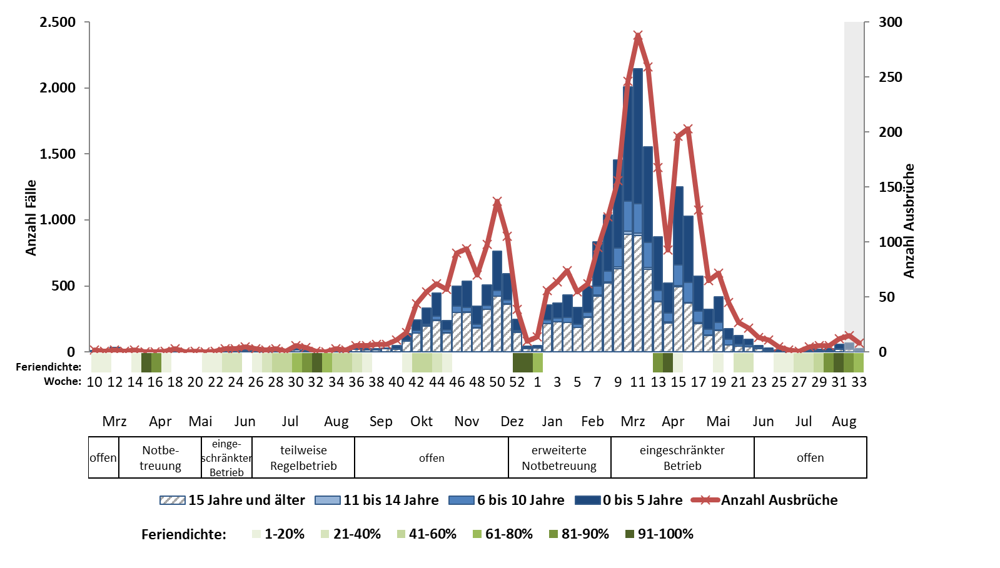 2.500
2.000
1.500
1.000
500
0
Anzahl Fälle
300
250
200
150
100
50
0
Anzahl Ausbrüche
Feriendichte:
Woche: 10 12 14 16 18 20 22 24 26 28 30 32 34 36 38 40 42 44 46 48 50 52 1 3 5 7 9 11 13 15 17 19 21 23 25 27 29 31 33
Mrz Apr Mai Jun Jul Aug Sep Okt Nov Dez Jan Feb Mrz Apr Mai Jun Jul Aug
offen
Notbe-
treuung
einge-
schränkter
Betrieb
teilweise
Regelbetrieb
offen
erweiterte
Notbetreuung
eingeschränkter
Betrieb
offen
15 Jahre und älter 11 bis 14 Jahre 6 bis 10 Jahre 0 bis 5 Jahre Anzahl Ausbrüche
Feriendichte: 1-20% 21-40% 41-60% 61-80% 81-90% 91-100%